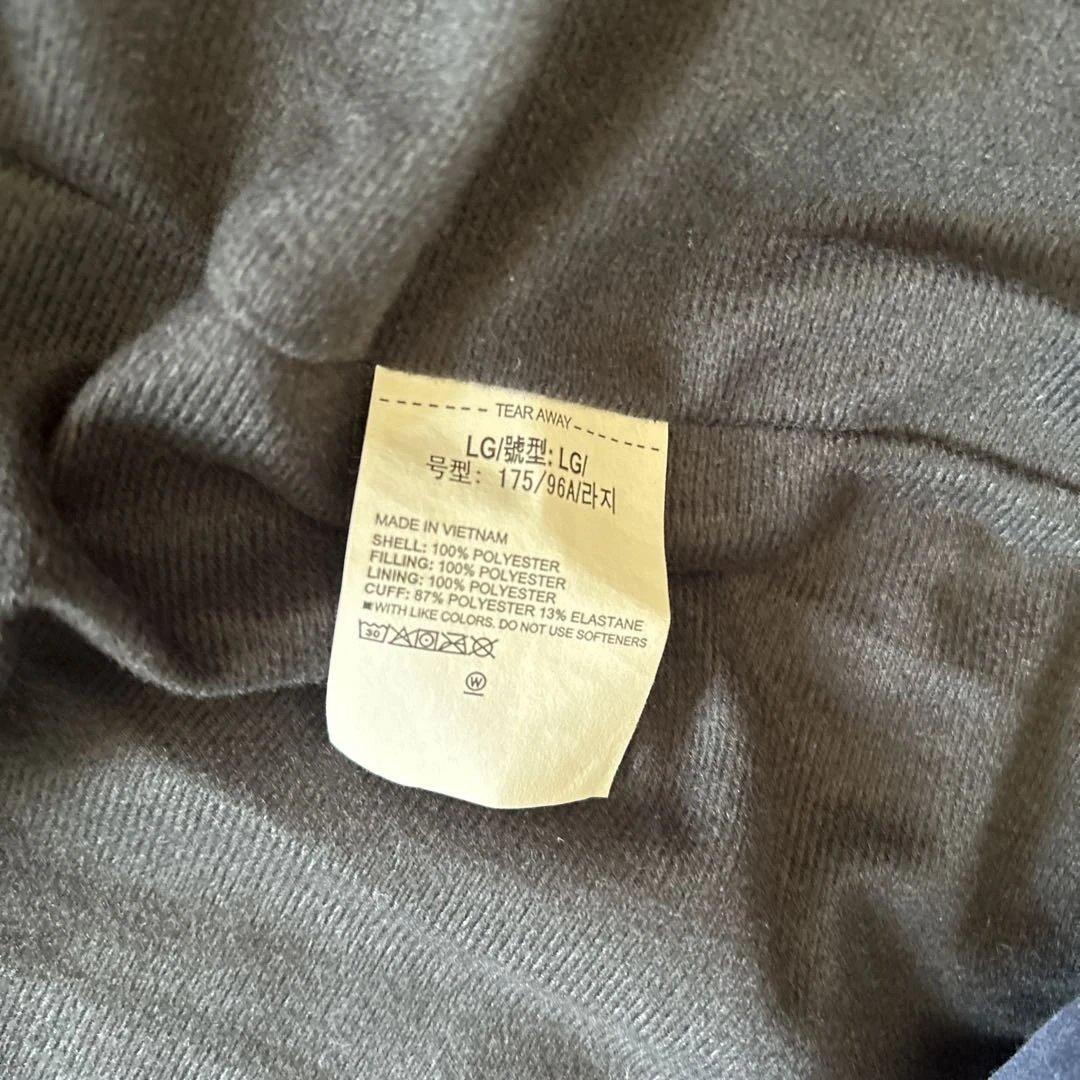 TEAR AWAY
LG/號型: LG/
号型: 175/96A/라지
MADE IN VIETNAM
SHELL: 100% POLYESTER
FILLING: 100% POLYESTER
LINING: 100% POLYESTER
CUFF: 87% POLYESTER 13% ELASTANE
WITH LIKE COLORS. DO NOT USE SOFTENERS
30
W